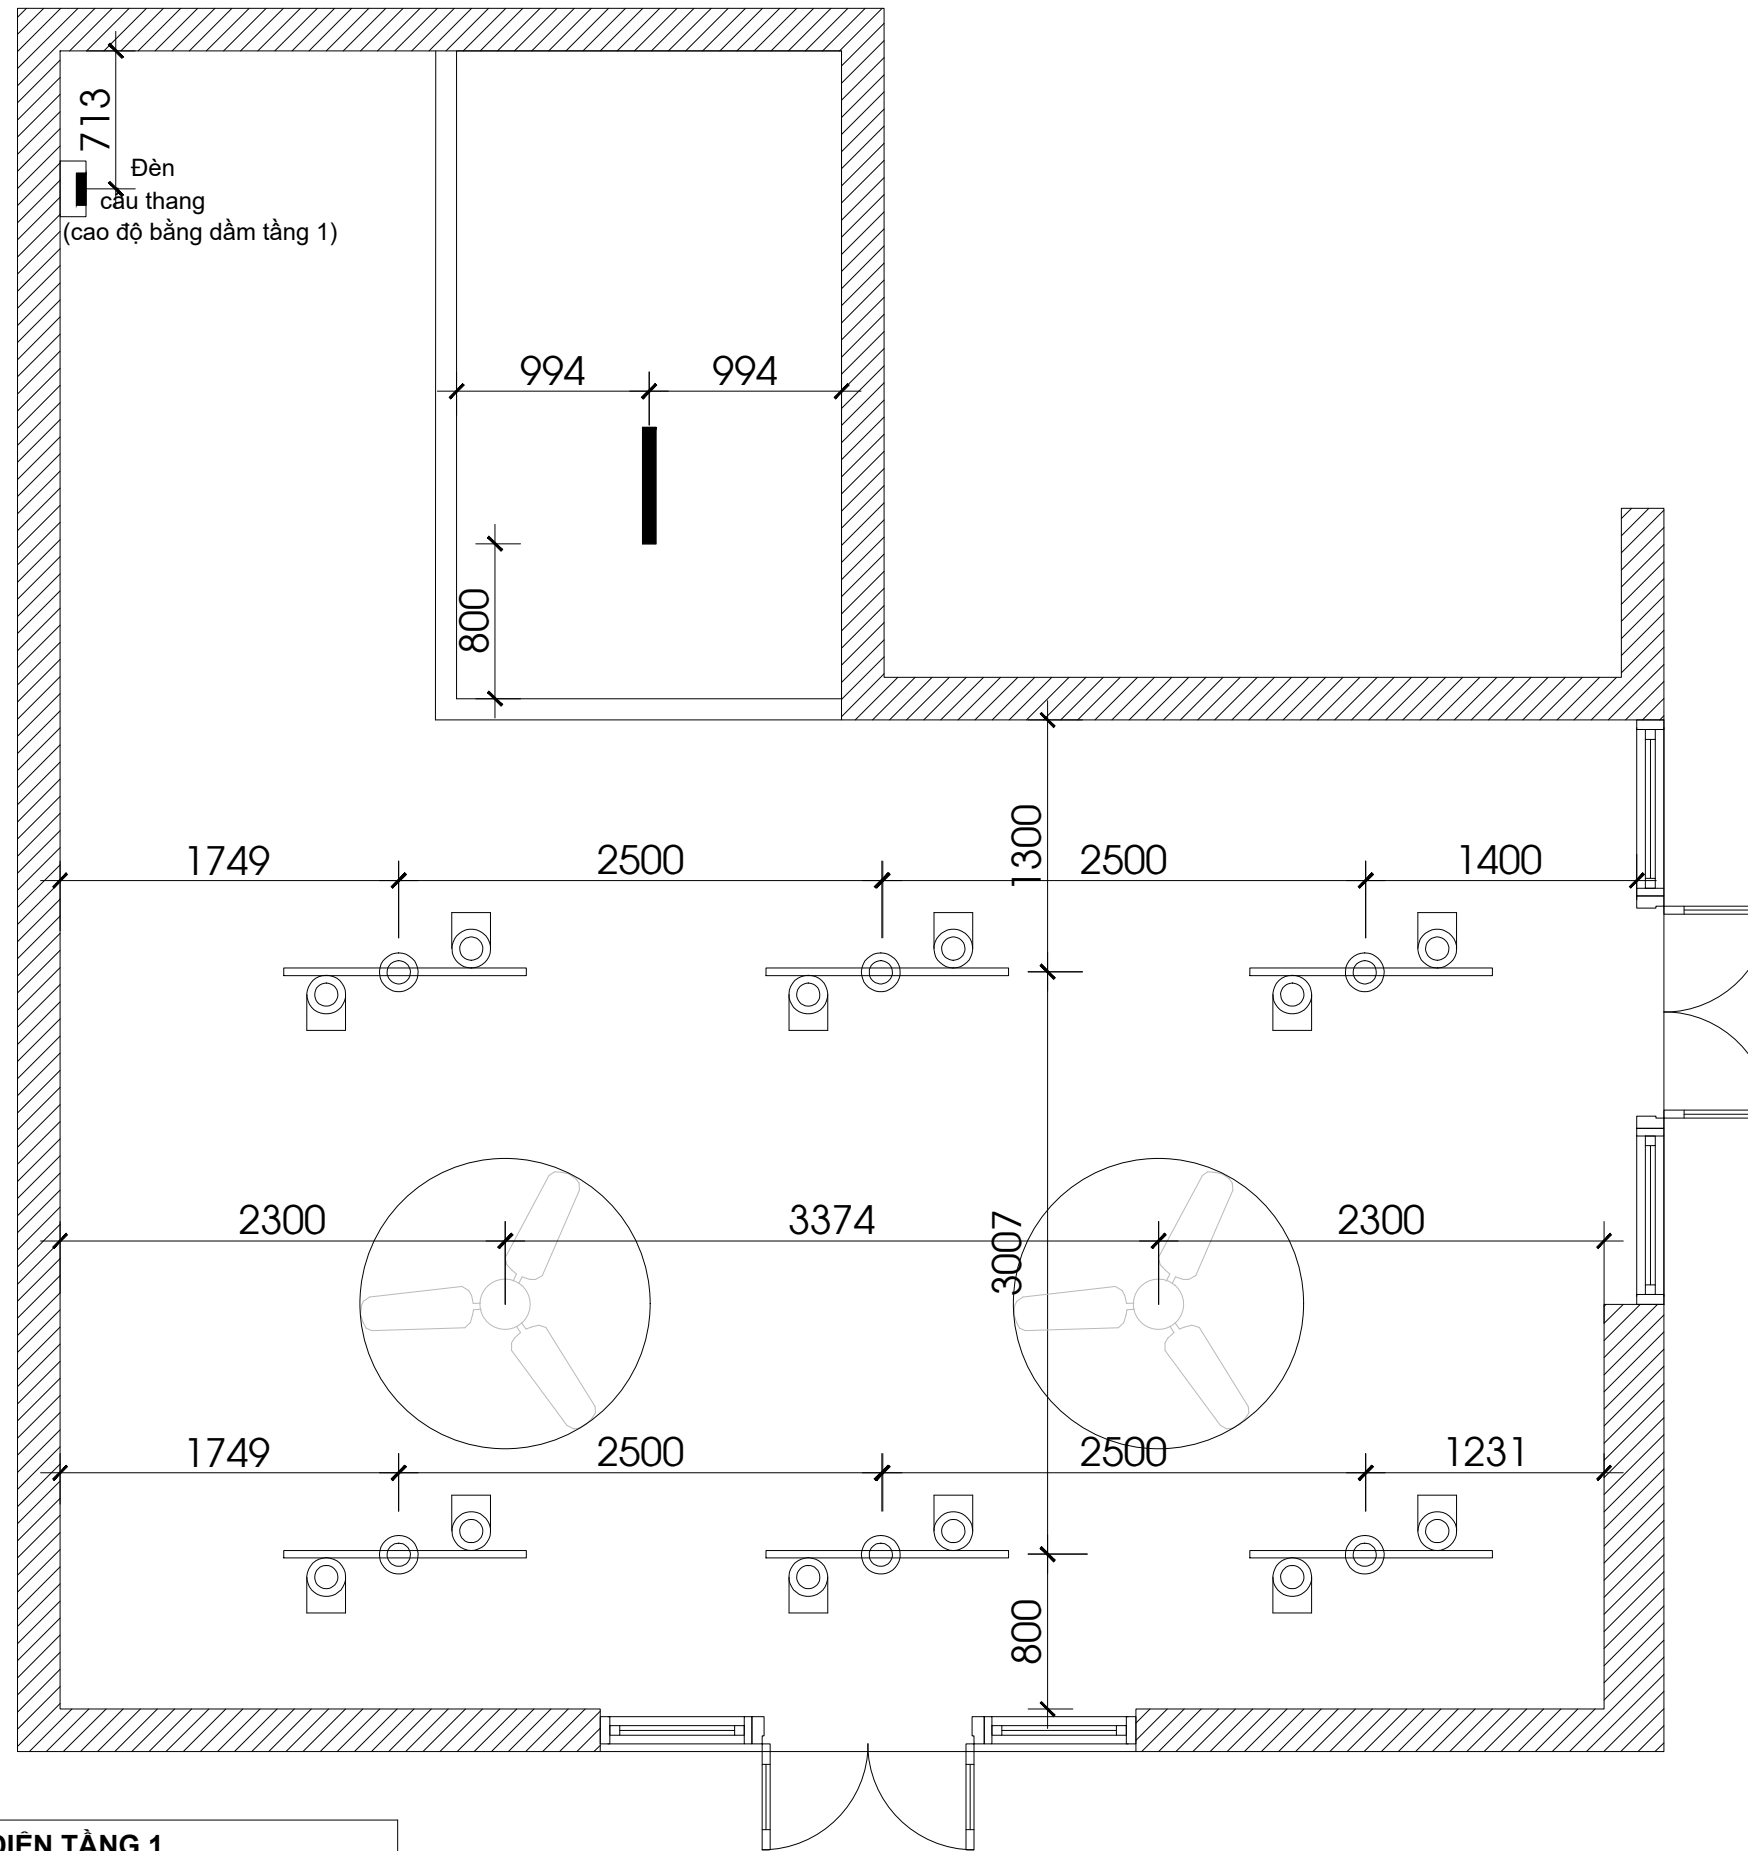 713
Đèn
cầu thang
(cao độ bằng dầm tầng 1)
994 994
800
1749 2500 2500 1400
1300
2300 3374 2300
3007
1749 2500 2500 1231
800
ĐIỆN TẦNG 1